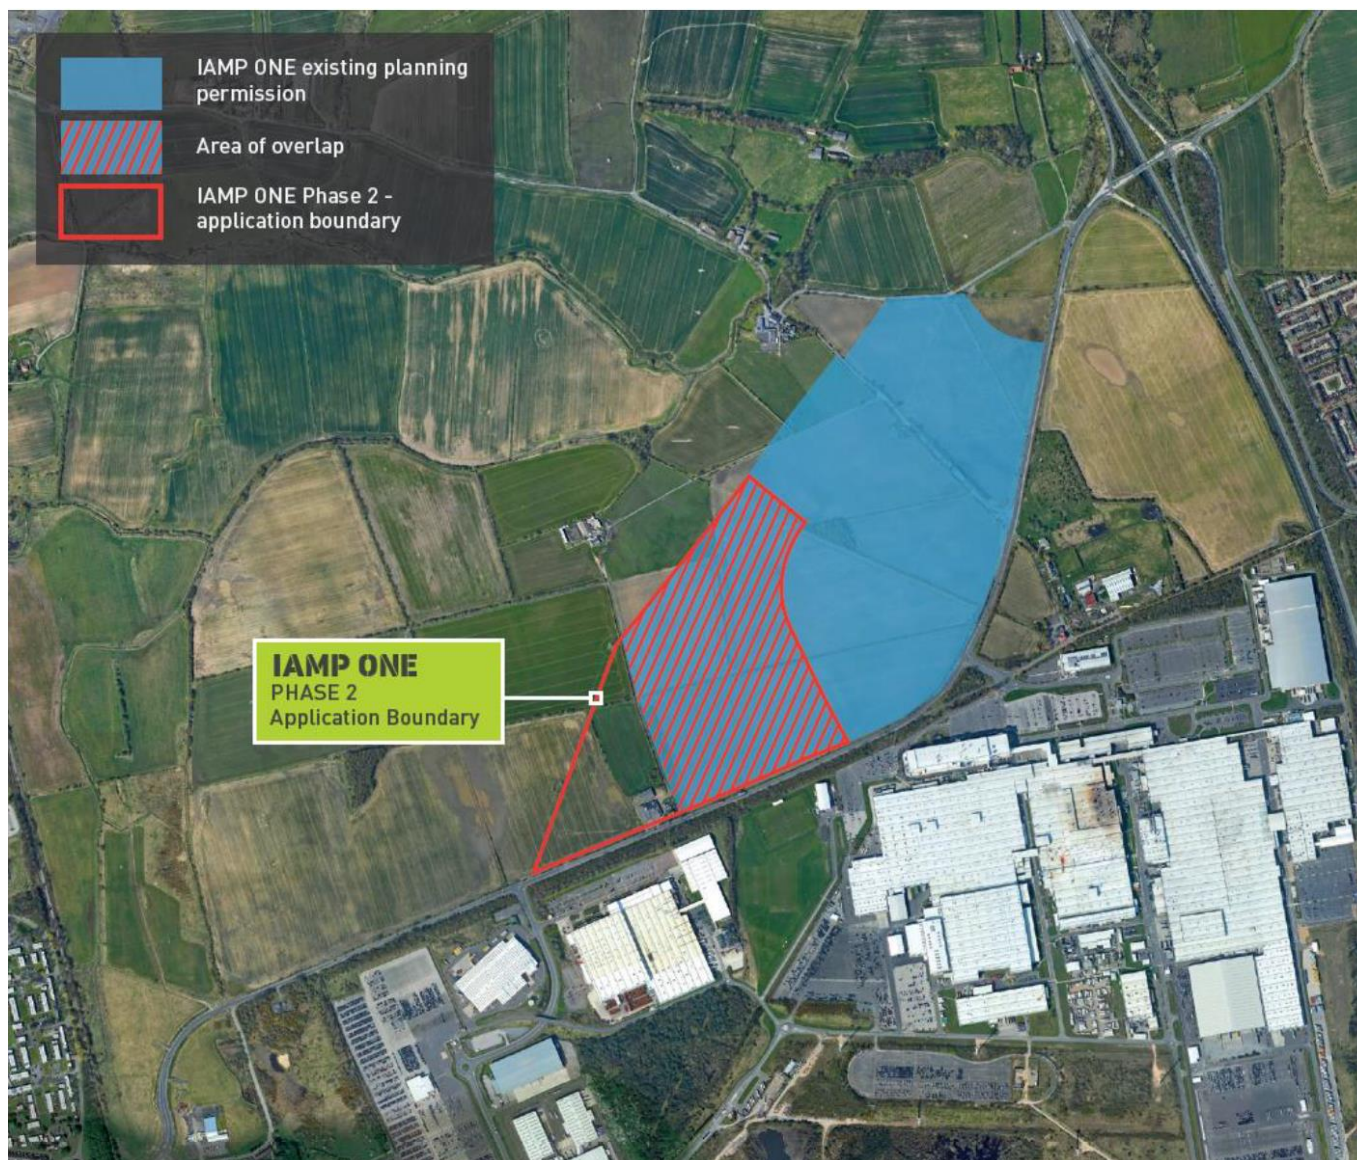 IAMP ONE existing planning
permission
Area of overlap
IAMP ONE Phase 2 -
application boundary
IAMP ONE
PHASE 2
Application Boundary